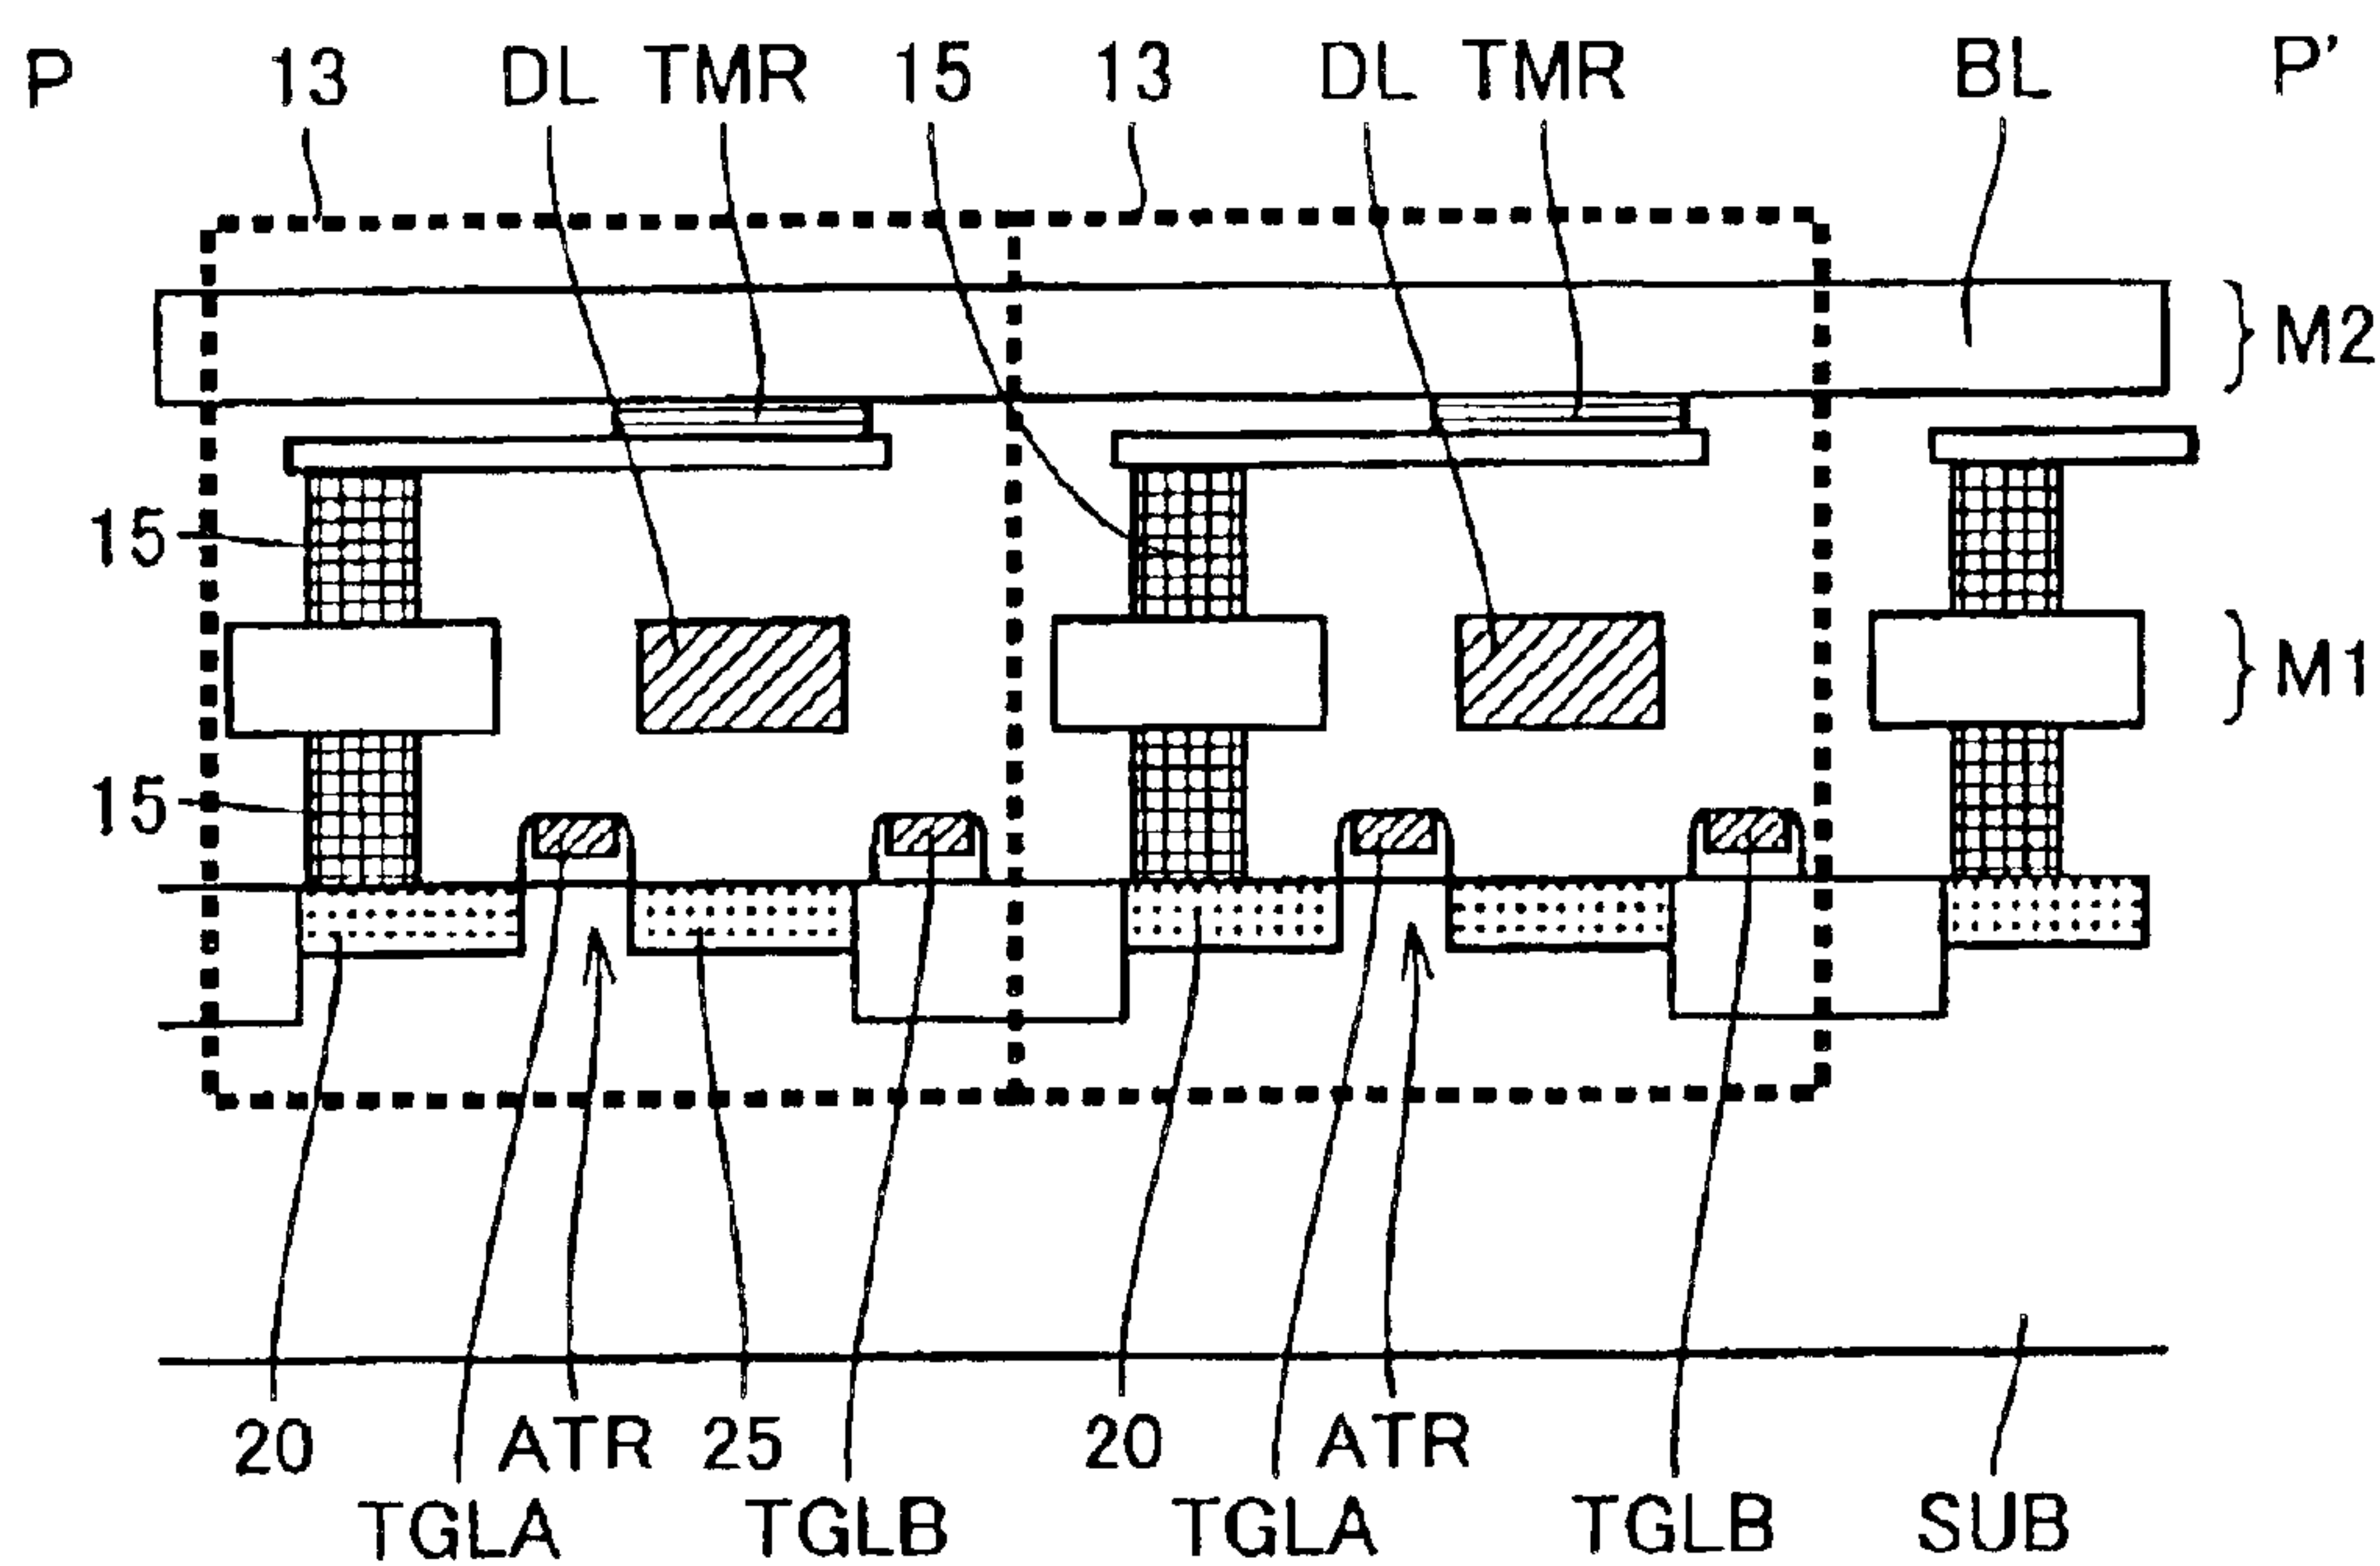 P 13 DL TMR 15 13 DL TMR BL P'
M2
15
M1
15
20 ATR 25 20 ATR
TGLA TGLB TGLA TGLB SUB